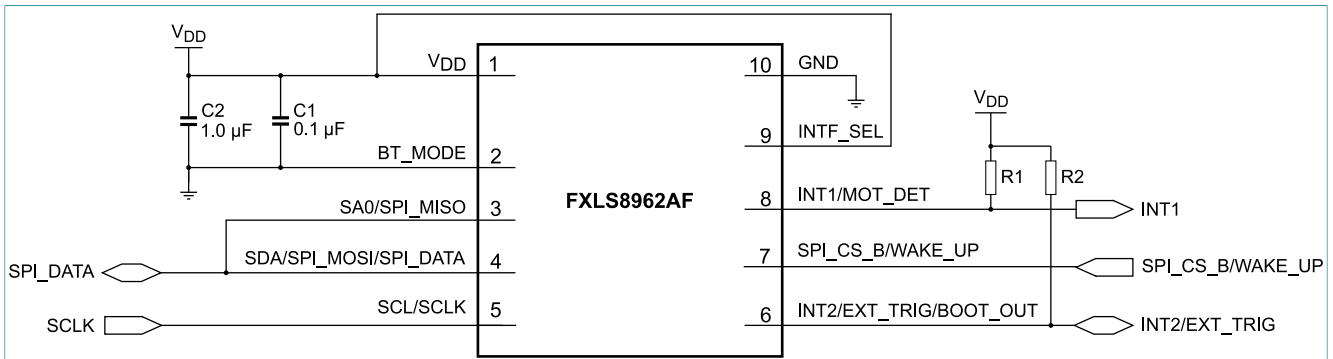 VDD
C2
1.0 µF
C1
0.1 µF
VDD
1
BT_MODE
2
SA0/SPI_MISO
3
SDA/SPI_MOSI/SPI_DATA
4
SCL/SCLK
5
SPI_DATA
SCLK
FXLS8962AF
10
GND
9
INTF_SEL
8
INT1/MOT_DET
7
SPI_CS_B/WAKE_UP
6
INT2/EXT_TRIG/BOOT_OUT
VDD
R1
R2
INT1
SPI_CS_B/WAKE_UP
INT2/EXT_TRIG